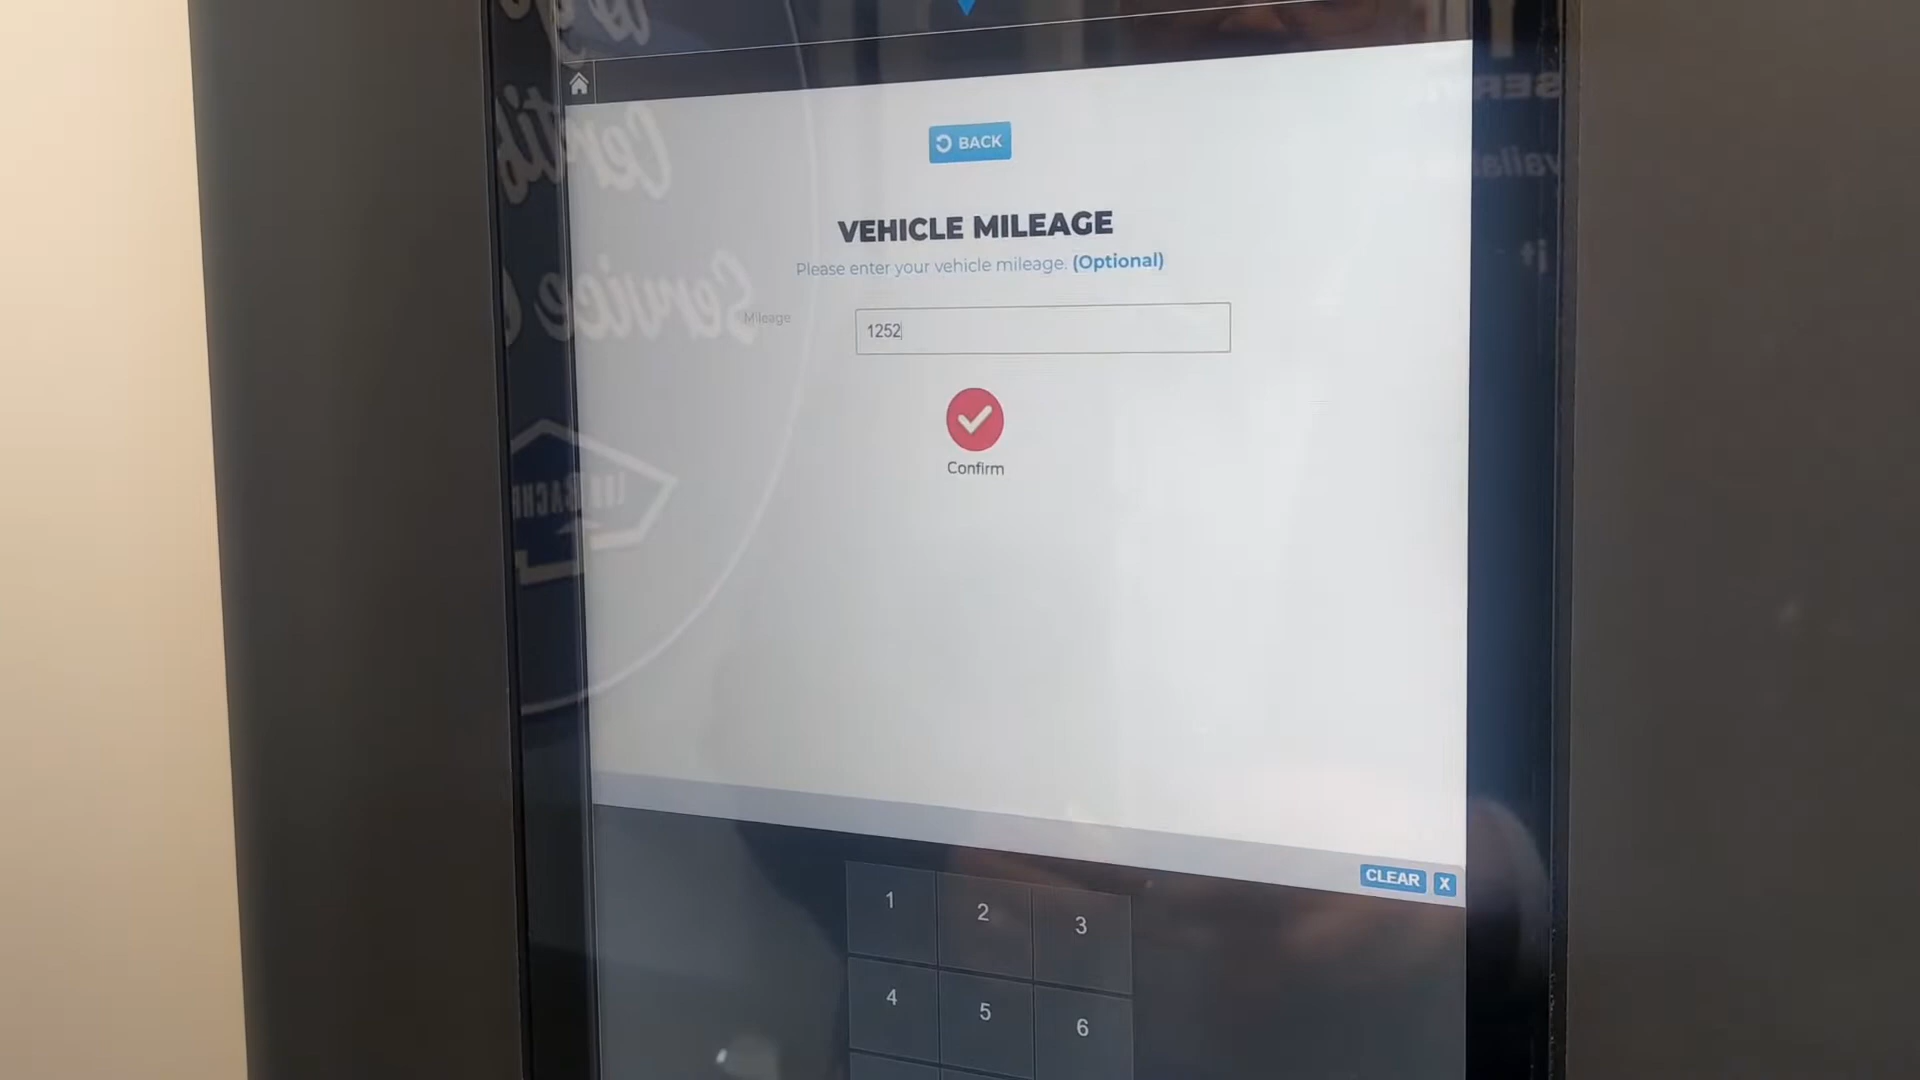 BACK
VEHICLE MILEAGE
Please enter your vehicle mileage. (Optional)
Mileage
1252
Confirm
CLEAR X
1 2 3
4 5 6